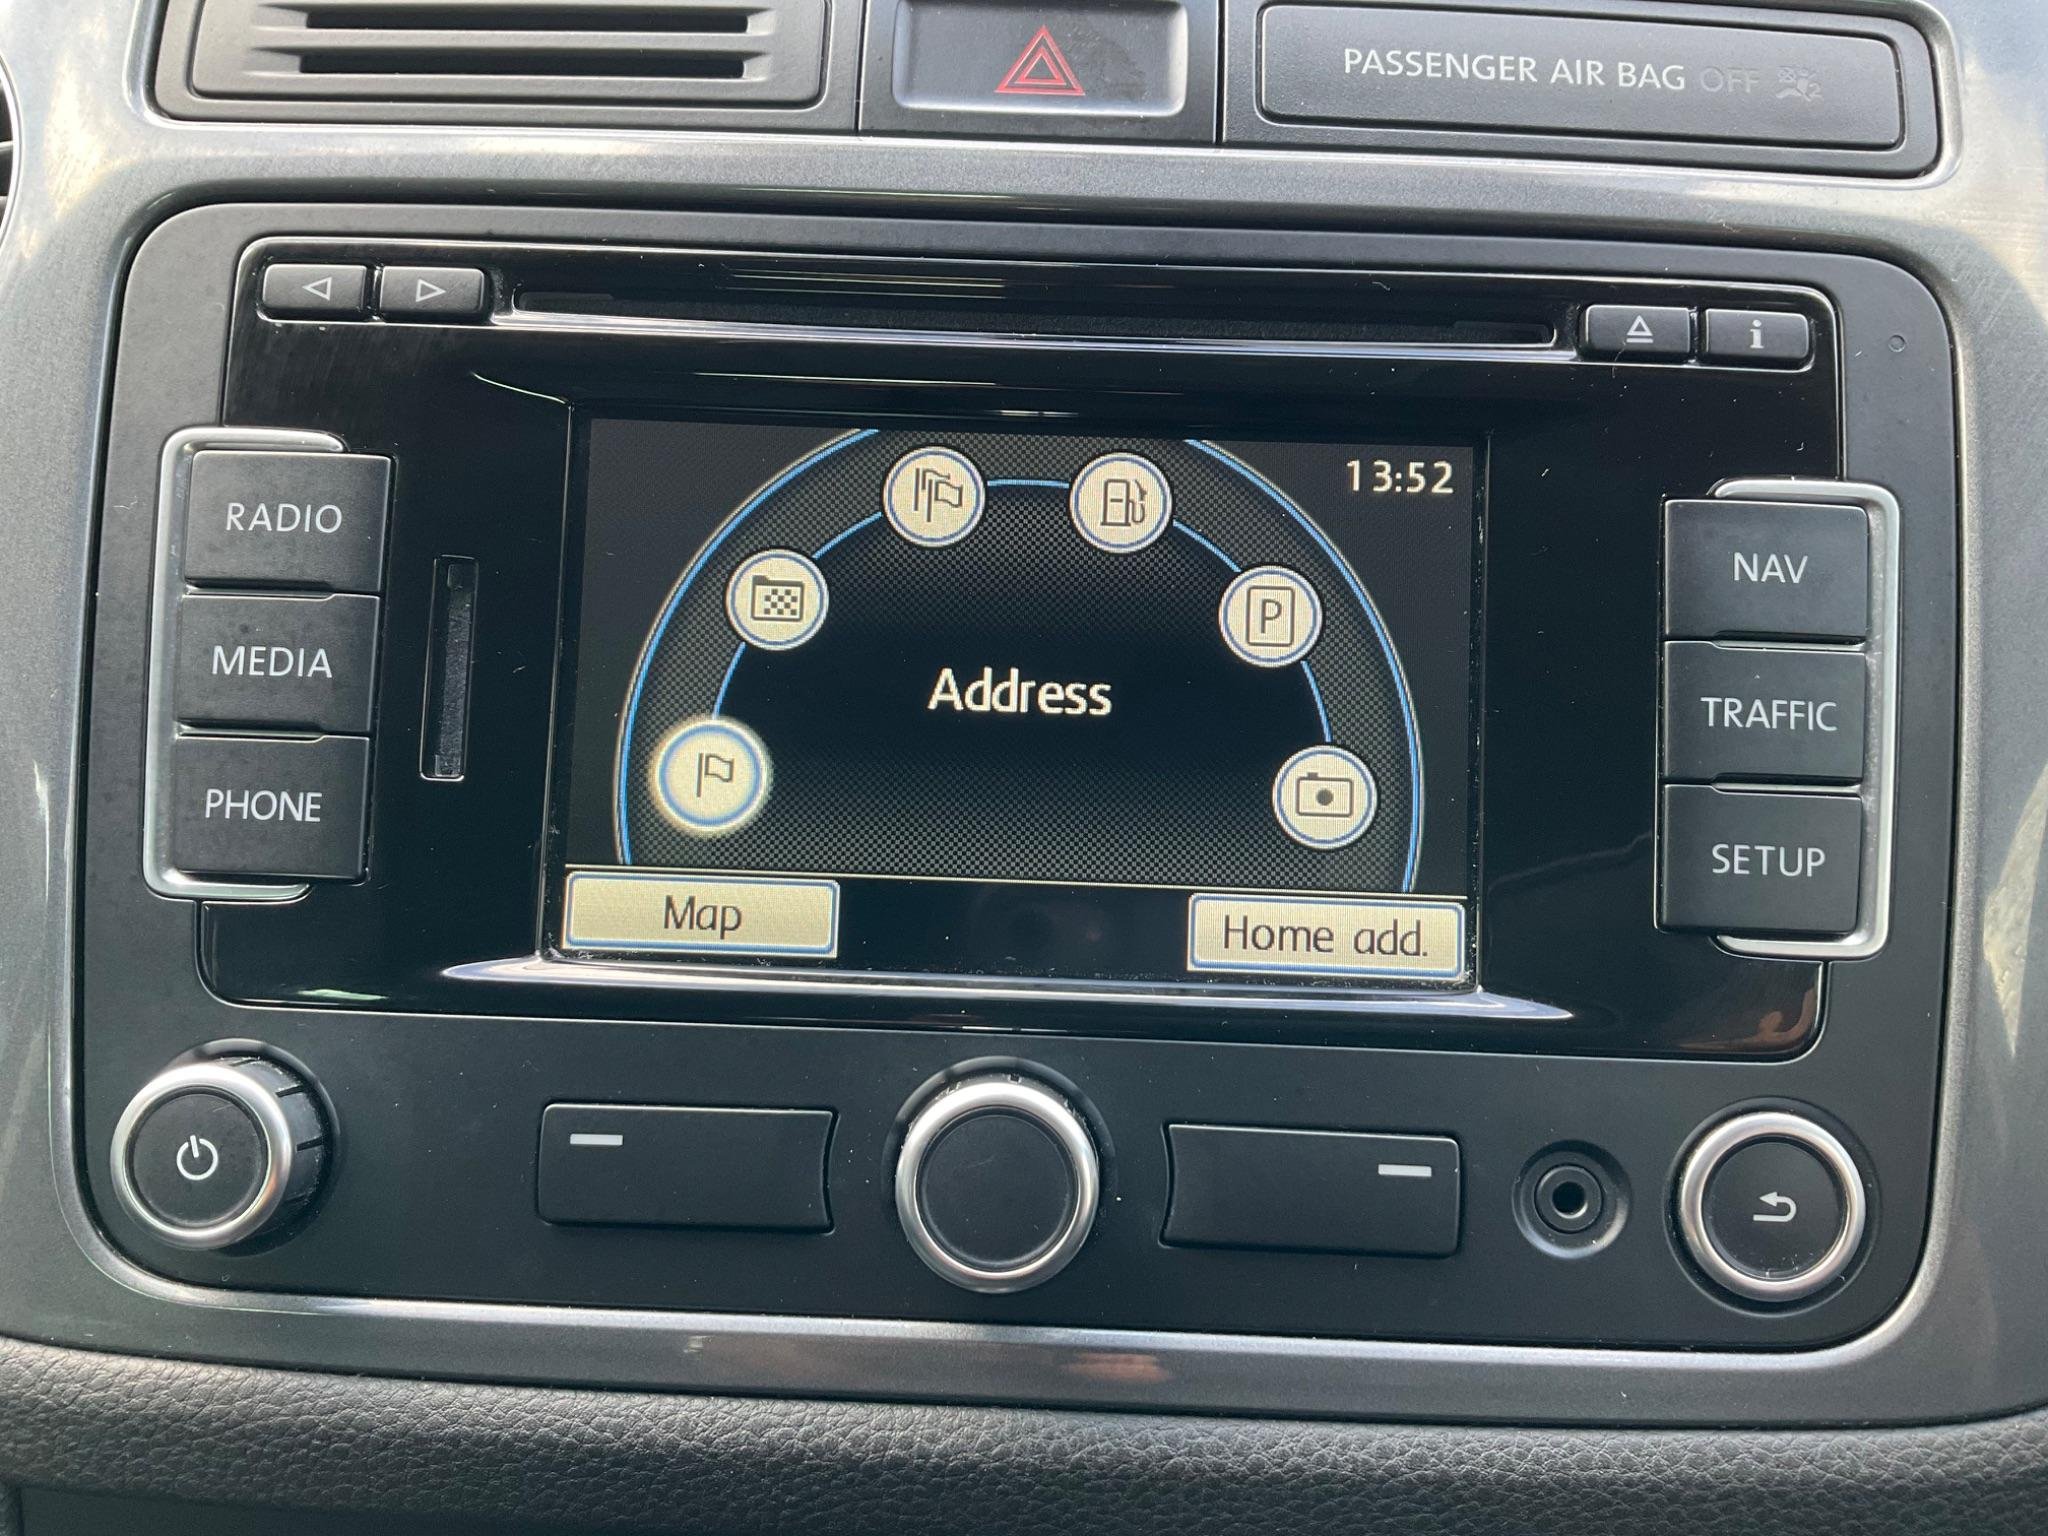 PASSENGER AIR BAG OFF
RADIO
MEDIA
PHONE
13:52
P
Address
Map
Home add.
NAV
TRAFFIC
SETUP
i